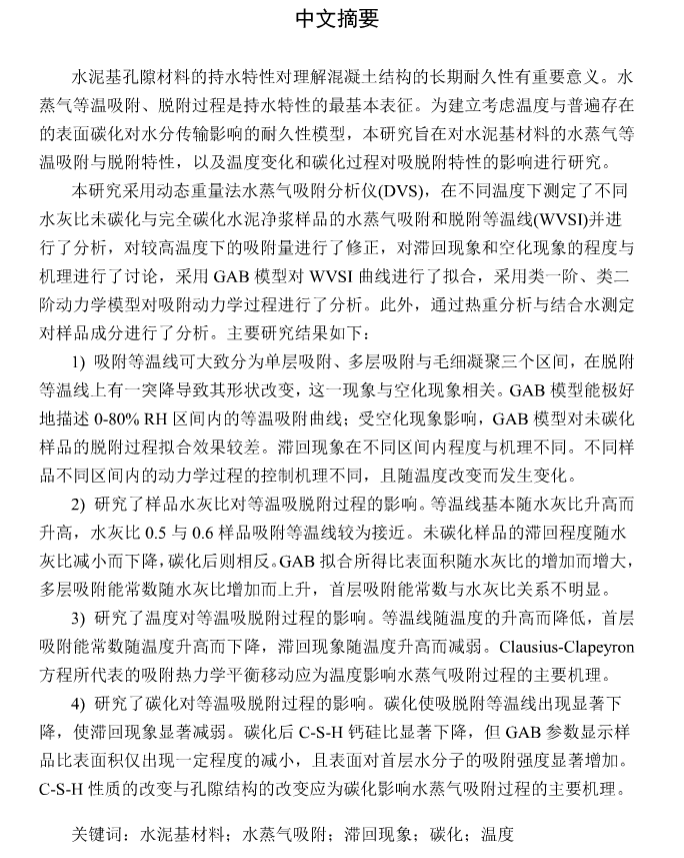 中文摘要
水泥基孔隙材料的持水特性对理解混凝土结构的长期耐久性有重要意义。水
蒸气等温吸附、脱附过程是持水特性的最基本表征。为建立考虑温度与普遍存在
的表面碳化对水分传输影响的耐久性模型，本研究旨在对水泥基材料的水蒸气等
温吸附与脱附特性，以及温度变化和碳化过程对吸脱附特性的影响进行研究。
本研究采用动态重量法水蒸气吸附分析仪(DVS)，在不同温度下测定了不同
水灰比未碳化与完全碳化水泥净浆样品的水蒸气吸附和脱附等温线(WVSI)并进
行了分析，对较高温度下的吸附量进行了修正，对滞回现象和空化现象的程度与
机理进行了讨论，采用 GAB 模型对 WVSI 曲线进行了拟合，采用类一阶、类二
阶动力学模型对吸附动力学过程进行了分析。此外，通过热重分析与结合水测定
对样品成分进行了分析。主要研究结果如下：
1) 吸附等温线可大致分为单层吸附、多层吸附与毛细凝聚三个区间，在脱附
等温线上有一突降导致其形状改变，这一现象与空化现象相关。GAB 模型能极好
地描述 0-80% RH 区间内的等温吸附曲线；受空化现象影响，GAB 模型对未碳化
样品的脱附过程拟合效果较差。滞回现象在不同区间内程度与机理不同。不同样
品不同区间内的动力学过程的控制机理不同，且随温度改变而发生变化。
2) 研究了样品水灰比对等温吸脱附过程的影响。等温线基本随水灰比升高而
升高，水灰比 0.5 与 0.6 样品吸附等温线较为接近。未碳化样品的滞回程度随水
灰比减小而下降，碳化后则相反。GAB 拟合所得比表面积随水灰比的增加而增大，
多层吸附能常数随水灰比增加而上升，首层吸附能常数与水灰比关系不明显。
3) 研究了温度对等温吸脱附过程的影响。等温线随温度的升高而降低，首层
吸附能常数随温度升高而下降，滞回现象随温度升高而减弱。Clausius-Clapeyron
方程所代表的吸附热力学平衡移动应为温度影响水蒸气吸附过程的主要机理。
4) 研究了碳化对等温吸脱附过程的影响。碳化使吸脱附等温线出现显著下
降，使滞回现象显著减弱。碳化后 C-S-H 钙硅比显著下降，但 GAB 参数显示样
品比表面积仅出现一定程度的减小，且表面对首层水分子的吸附强度显著增加。
C-S-H 性质的改变与孔隙结构的改变应为碳化影响水蒸气吸附过程的主要机理。
关键词：水泥基材料；水蒸气吸附；滞回现象；碳化；温度